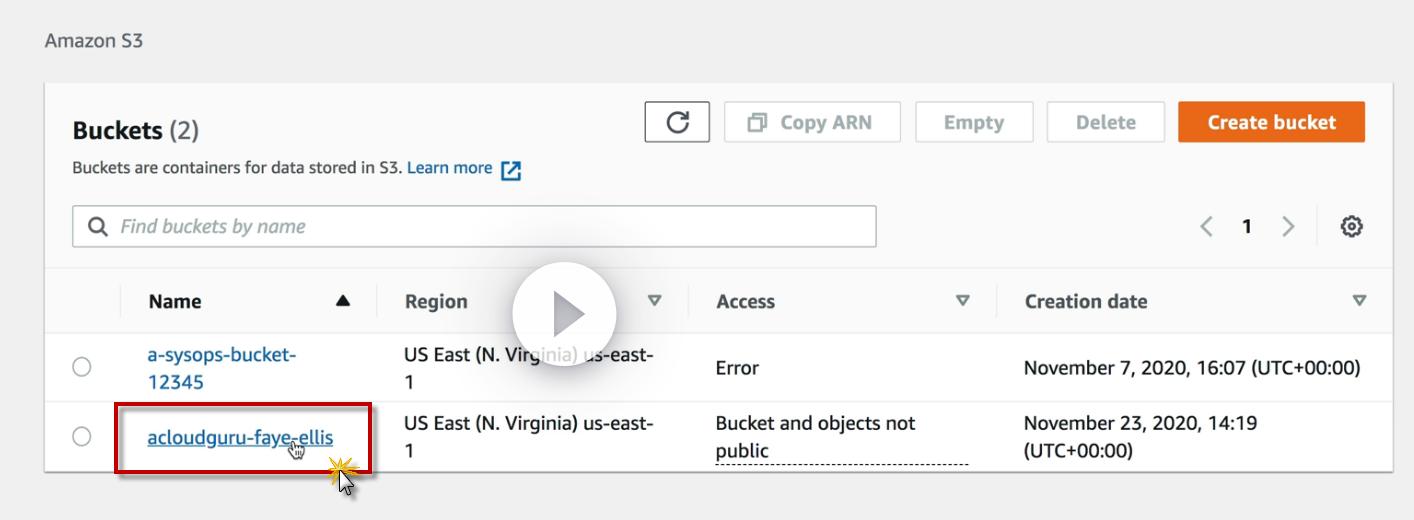 Amazon S3
Buckets (2)
Copy ARN
Empty
Delete
Create bucket
Buckets are containers for data stored in S3. Learn more
Find buckets by name
1
Name
Region
Access
Creation date
a-sysops-bucket-
12345
US East (N. Virginia) us-east-
1
Error
November 7, 2020, 16:07 (UTC+00:00)
acloudguru-faye-ellis
US East (N. Virginia) us-east-
1
Bucket and objects not
public
November 23, 2020, 14:19
(UTC+00:00)